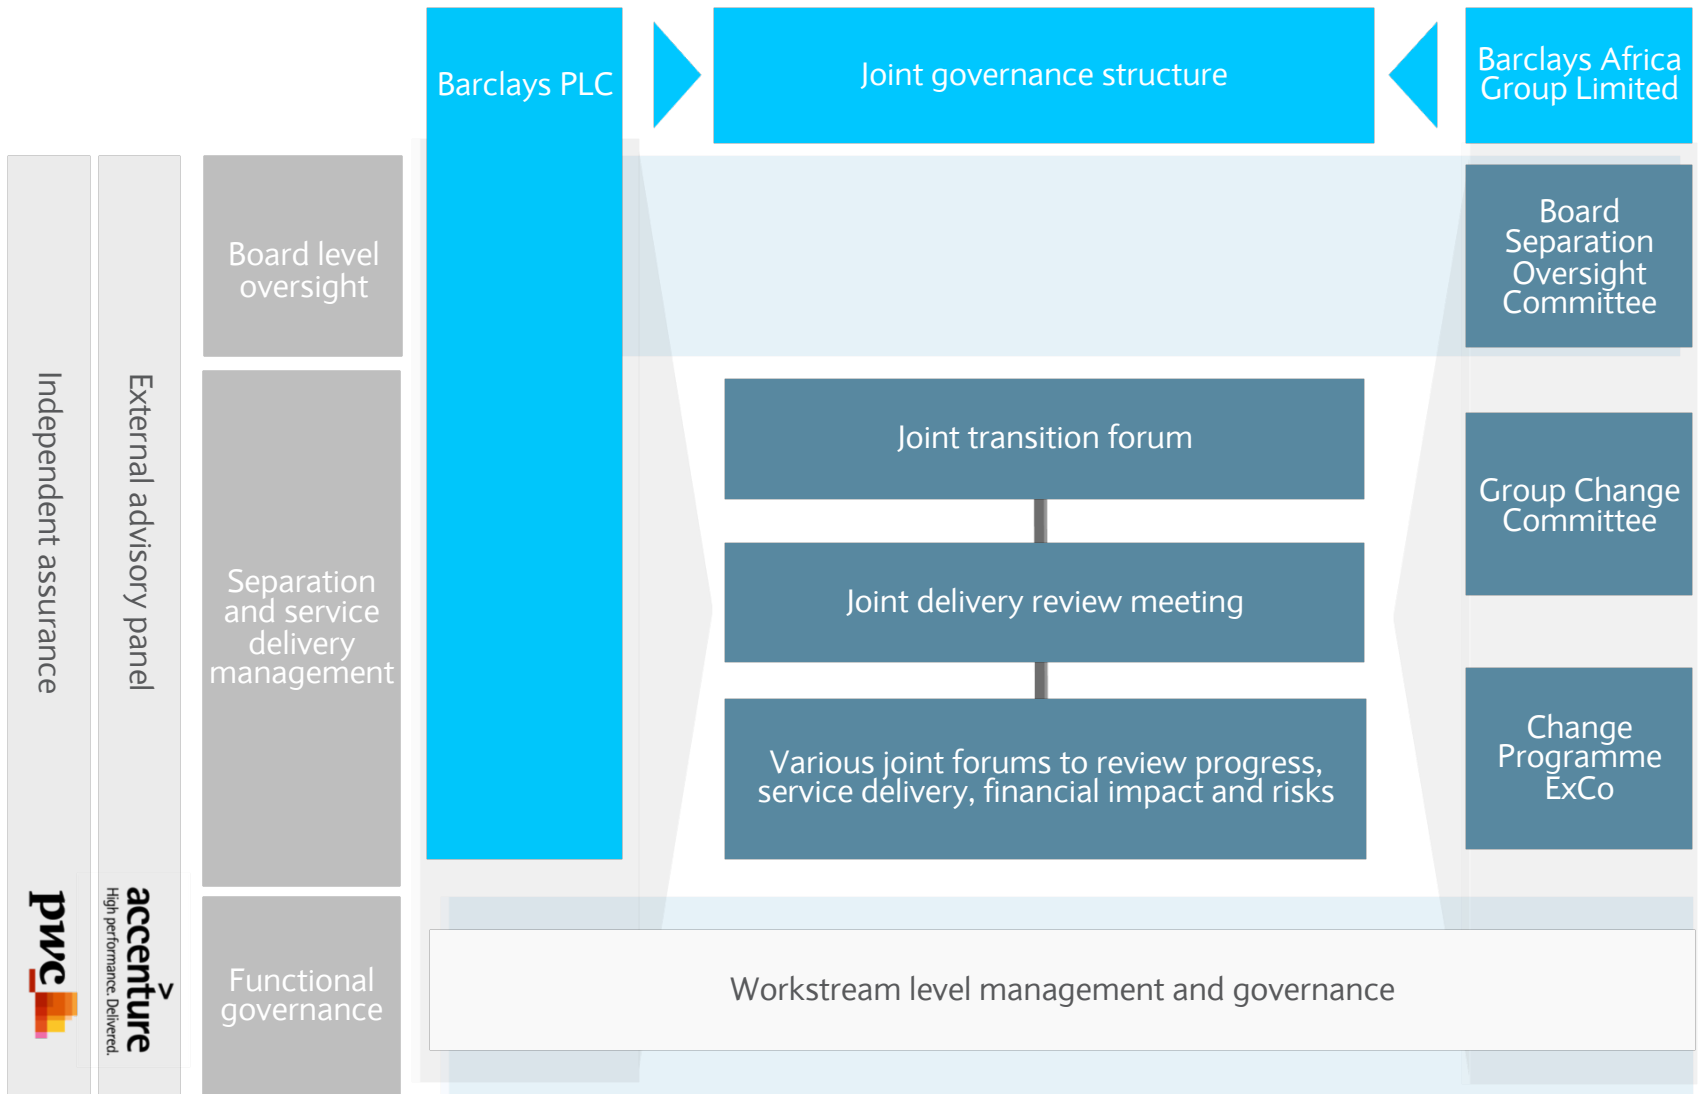 Barclays PLC
Joint governance structure
Barclays Africa
Group Limited
Independent assurance
pwc
External advisory panel
accenture
High performance. Delivered.
Board level
oversight
Board
Separation
Oversight
Committee
Separation
and service
delivery
management
Joint transition forum
Joint delivery review meeting
Various joint forums to review progress,
service delivery, financial impact and risks
Group Change
Committee
Change
Programme
ExCo
Functional
governance
Workstream level management and governance